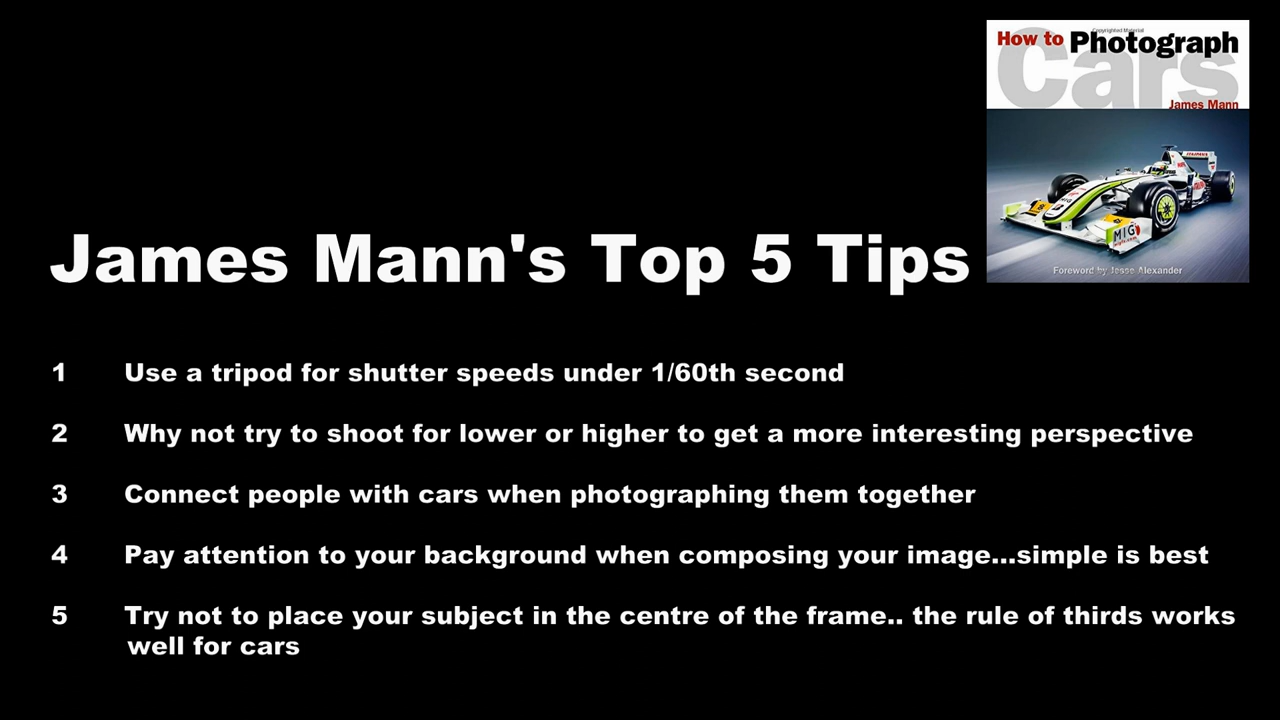 Copyrighted Material
How to Photograph
Cars
James Mann
MIG
Foreword by Jesse Alexander
James Mann's Top 5 Tips
1 Use a tripod for shutter speeds under 1/60th second
2 Why not try to shoot for lower or higher to get a more interesting perspective
3 Connect people with cars when photographing them together
4 Pay attention to your background when composing your image...simple is best
5 Try not to place your subject in the centre of the frame.. the rule of thirds works
well for cars